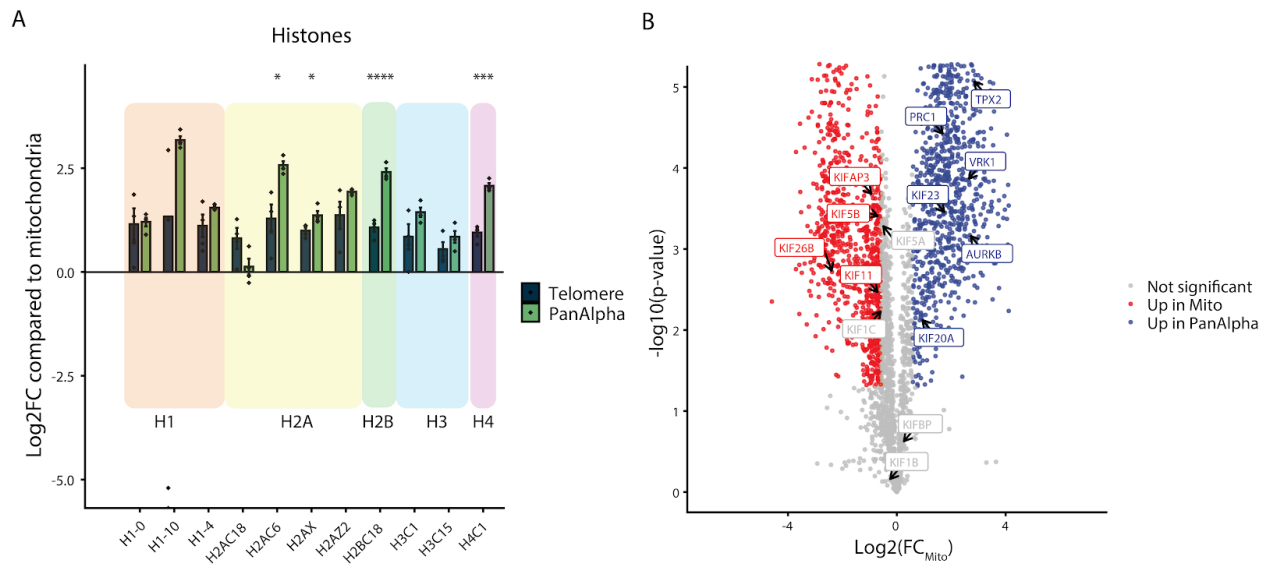 A
Histones
* * **** ***
Log2FC compared to mitochondria
2.5
0.0
-2.5
-5.0
H1 H2A H2B H3 H4
H1-0 H1-10 H1-4 H2AC18 H2AC6 H2AX H2AZ2 H2BC18 H3C1 H3C15 H4C1
Telomere
PanAlpha
B
-log10(p-value)
5
4
3
2
1
0
TPX2
PRC1
VRK1
KIFAP3
KIF23
KIF5B
KIF5A
KIF26B
AURKB
KIF11
KIF1C
KIF20A
KIFBP
KIF1B
-4 0 4
Log2(FCMito)
Not significant
Up in Mito
Up in PanAlpha